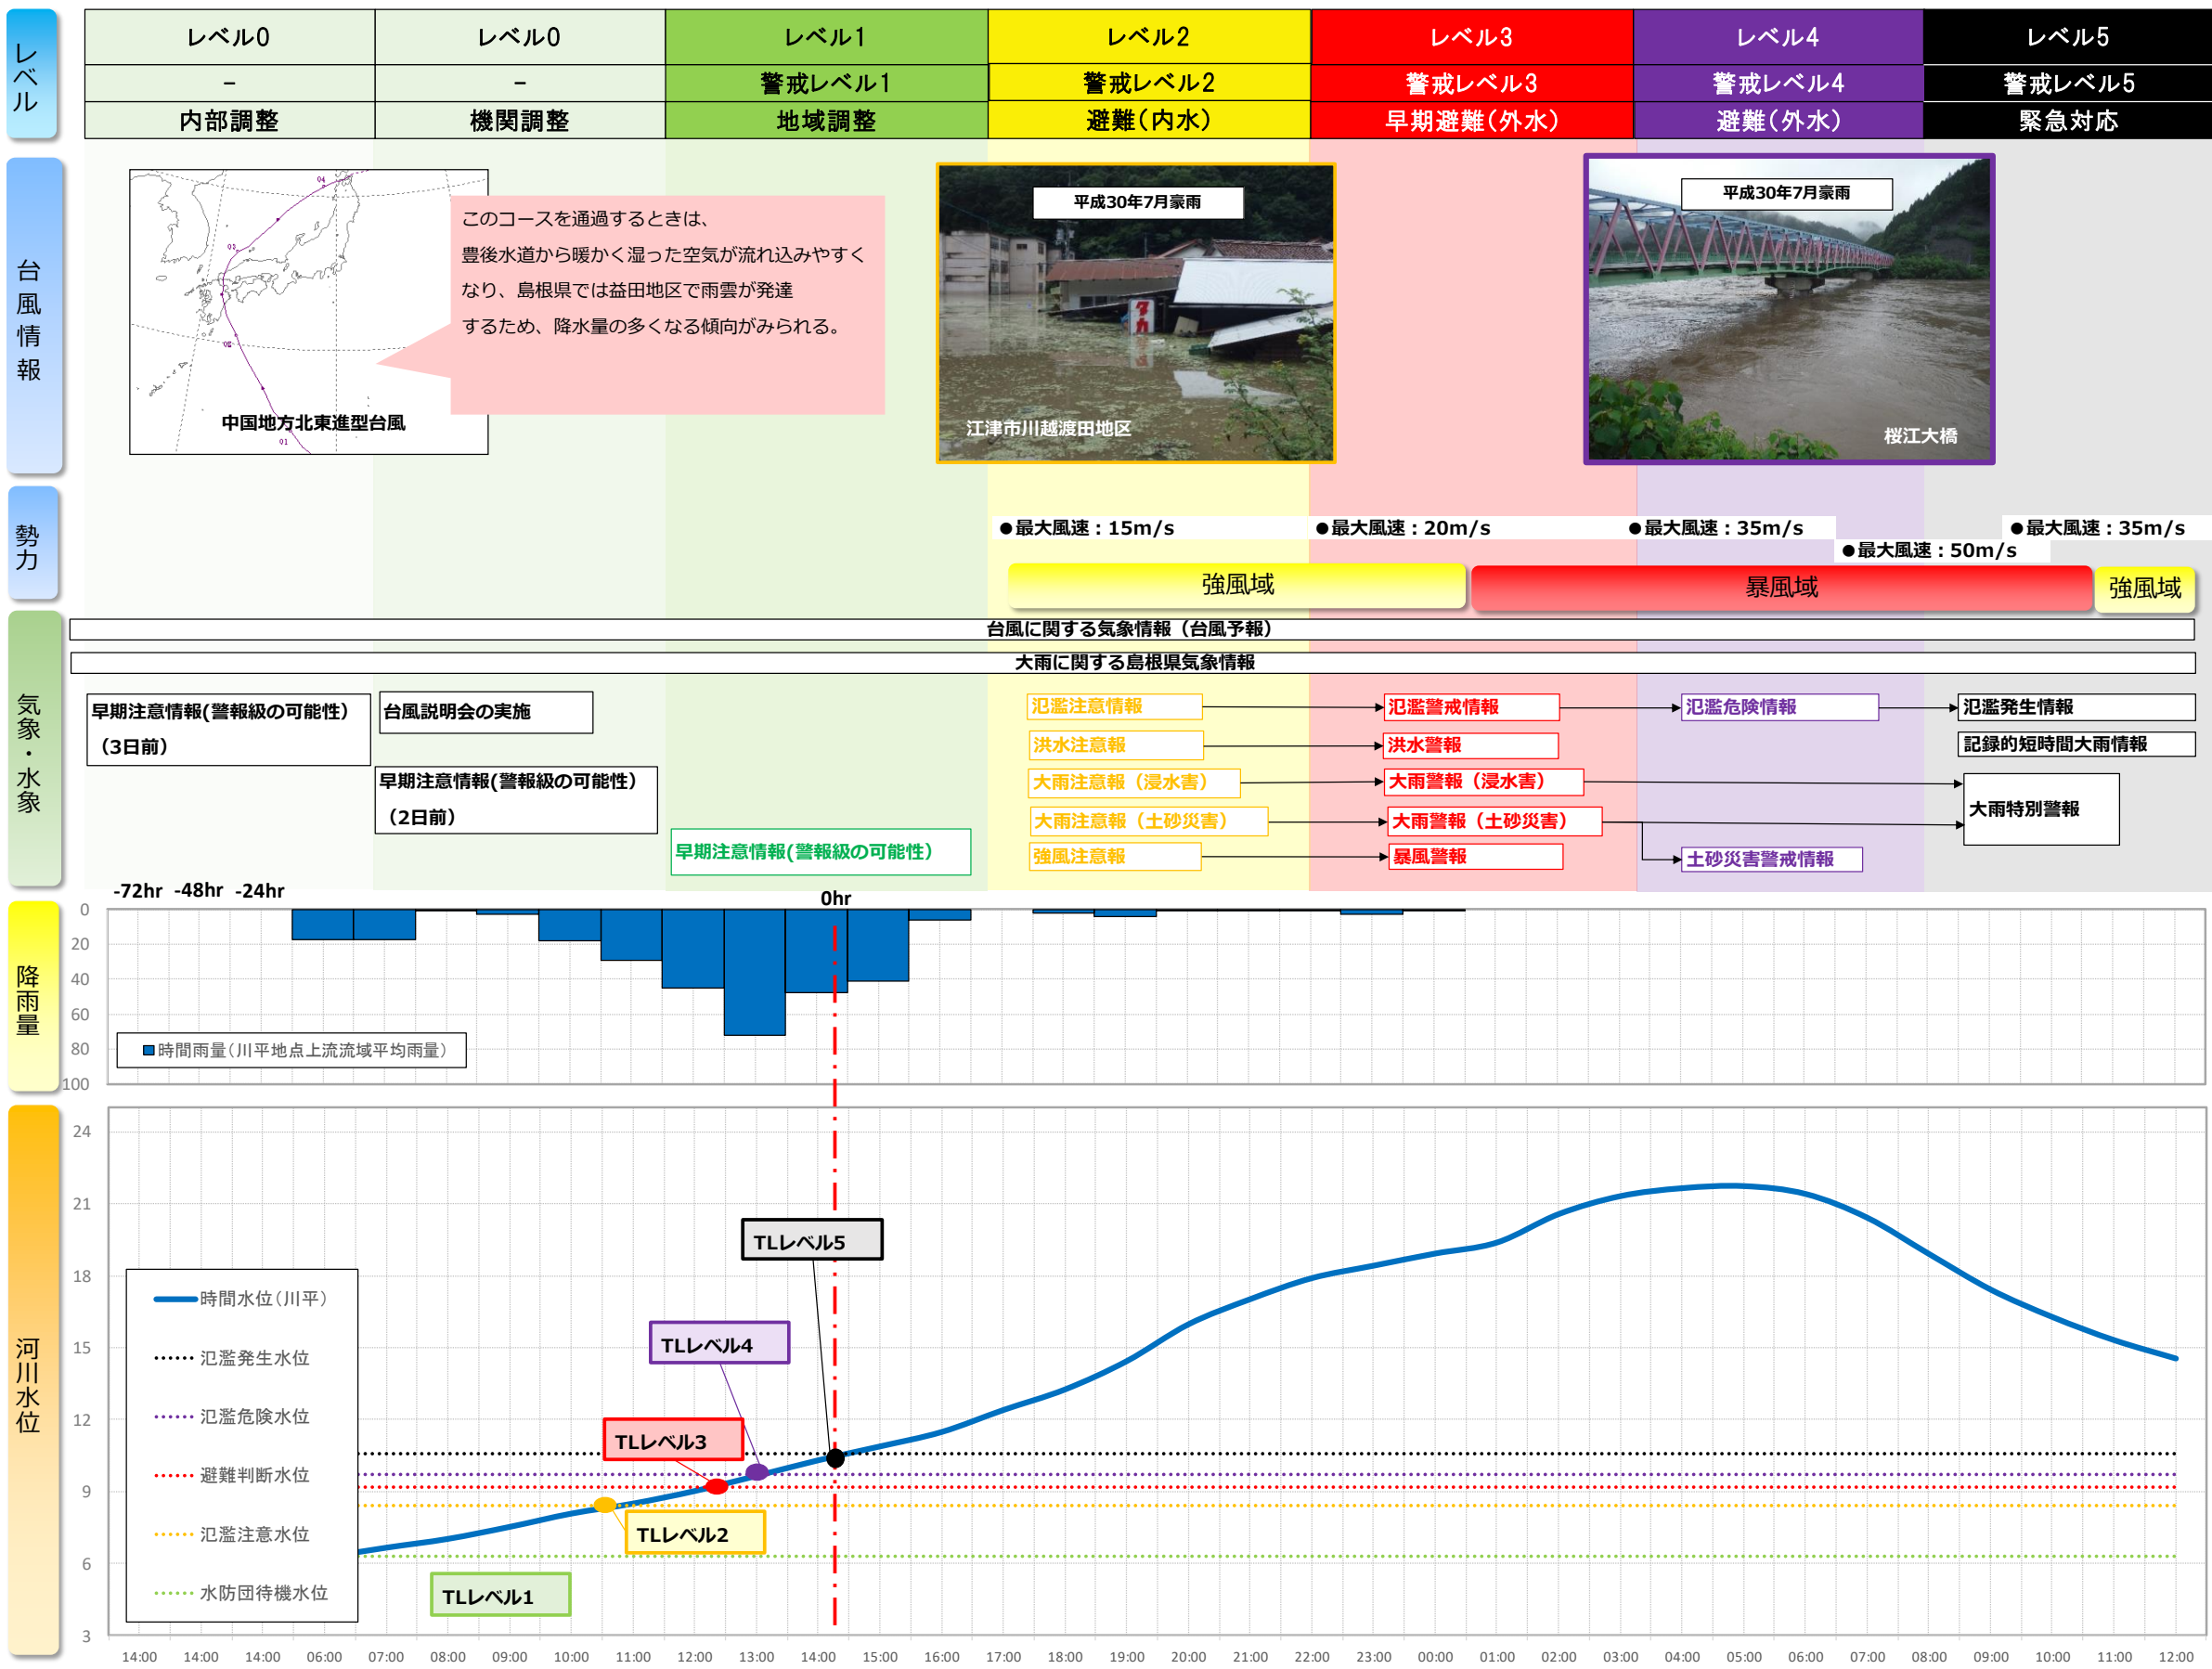 レベル
レベル0
レベル0
レベル1
レベル2
レベル3
レベル4
レベル5
–
–
警戒レベル1
警戒レベル2
警戒レベル3
警戒レベル4
警戒レベル5
内部調整
機関調整
地域調整
避難(内水)
早期避難(外水)
避難(外水)
緊急対応
台風情報
中国地方北東進型台風
このコースを通過するときは、
豊後水道から暖かく湿った空気が流れ込みやすく
なり、島根県では益田地区で雨雲が発達
するため、降水量の多くなる傾向がみられる。
平成30年7月豪雨
江津市川越渡田地区
平成30年7月豪雨
桜江大橋
勢力
●最大風速:15m/s
●最大風速:20m/s
●最大風速:35m/s
●最大風速:50m/s
●最大風速:35m/s
強風域
暴風域
強風域
気象・水象
台風に関する気象情報(台風予報)
大雨に関する島根県気象情報
早期注意情報(警報級の可能性)
(3日前)
台風説明会の実施
早期注意情報(警報級の可能性)
(2日前)
早期注意情報(警報級の可能性)
氾濫注意情報
氾濫警戒情報
氾濫危険情報
氾濫発生情報
洪水注意報
洪水警報
記録的短時間大雨情報
大雨注意報(浸水害)
大雨警報(浸水害)
大雨特別警報
大雨注意報(土砂災害)
大雨警報(土砂災害)
強風注意報
暴風警報
土砂災害警戒情報
-72hr
-48hr
-24hr
0hr
降雨量
0
20
40
60
80
100
時間雨量(川平地点上流流域平均雨量)
河川水位
24
21
18
15
12
9
6
3
時間水位(川平)
氾濫発生水位
氾濫危険水位
避難判断水位
氾濫注意水位
水防団待機水位
TLレベル5
TLレベル4
TLレベル3
TLレベル2
TLレベル1
14:00 14:00 14:00 06:00 07:00 08:00 09:00 10:00 11:00 12:00 13:00 14:00 15:00 16:00 17:00 18:00 19:00 20:00 21:00 22:00 23:00 00:00 01:00 02:00 03:00 04:00 05:00 06:00 07:00 08:00 09:00 10:00 11:00 12:00